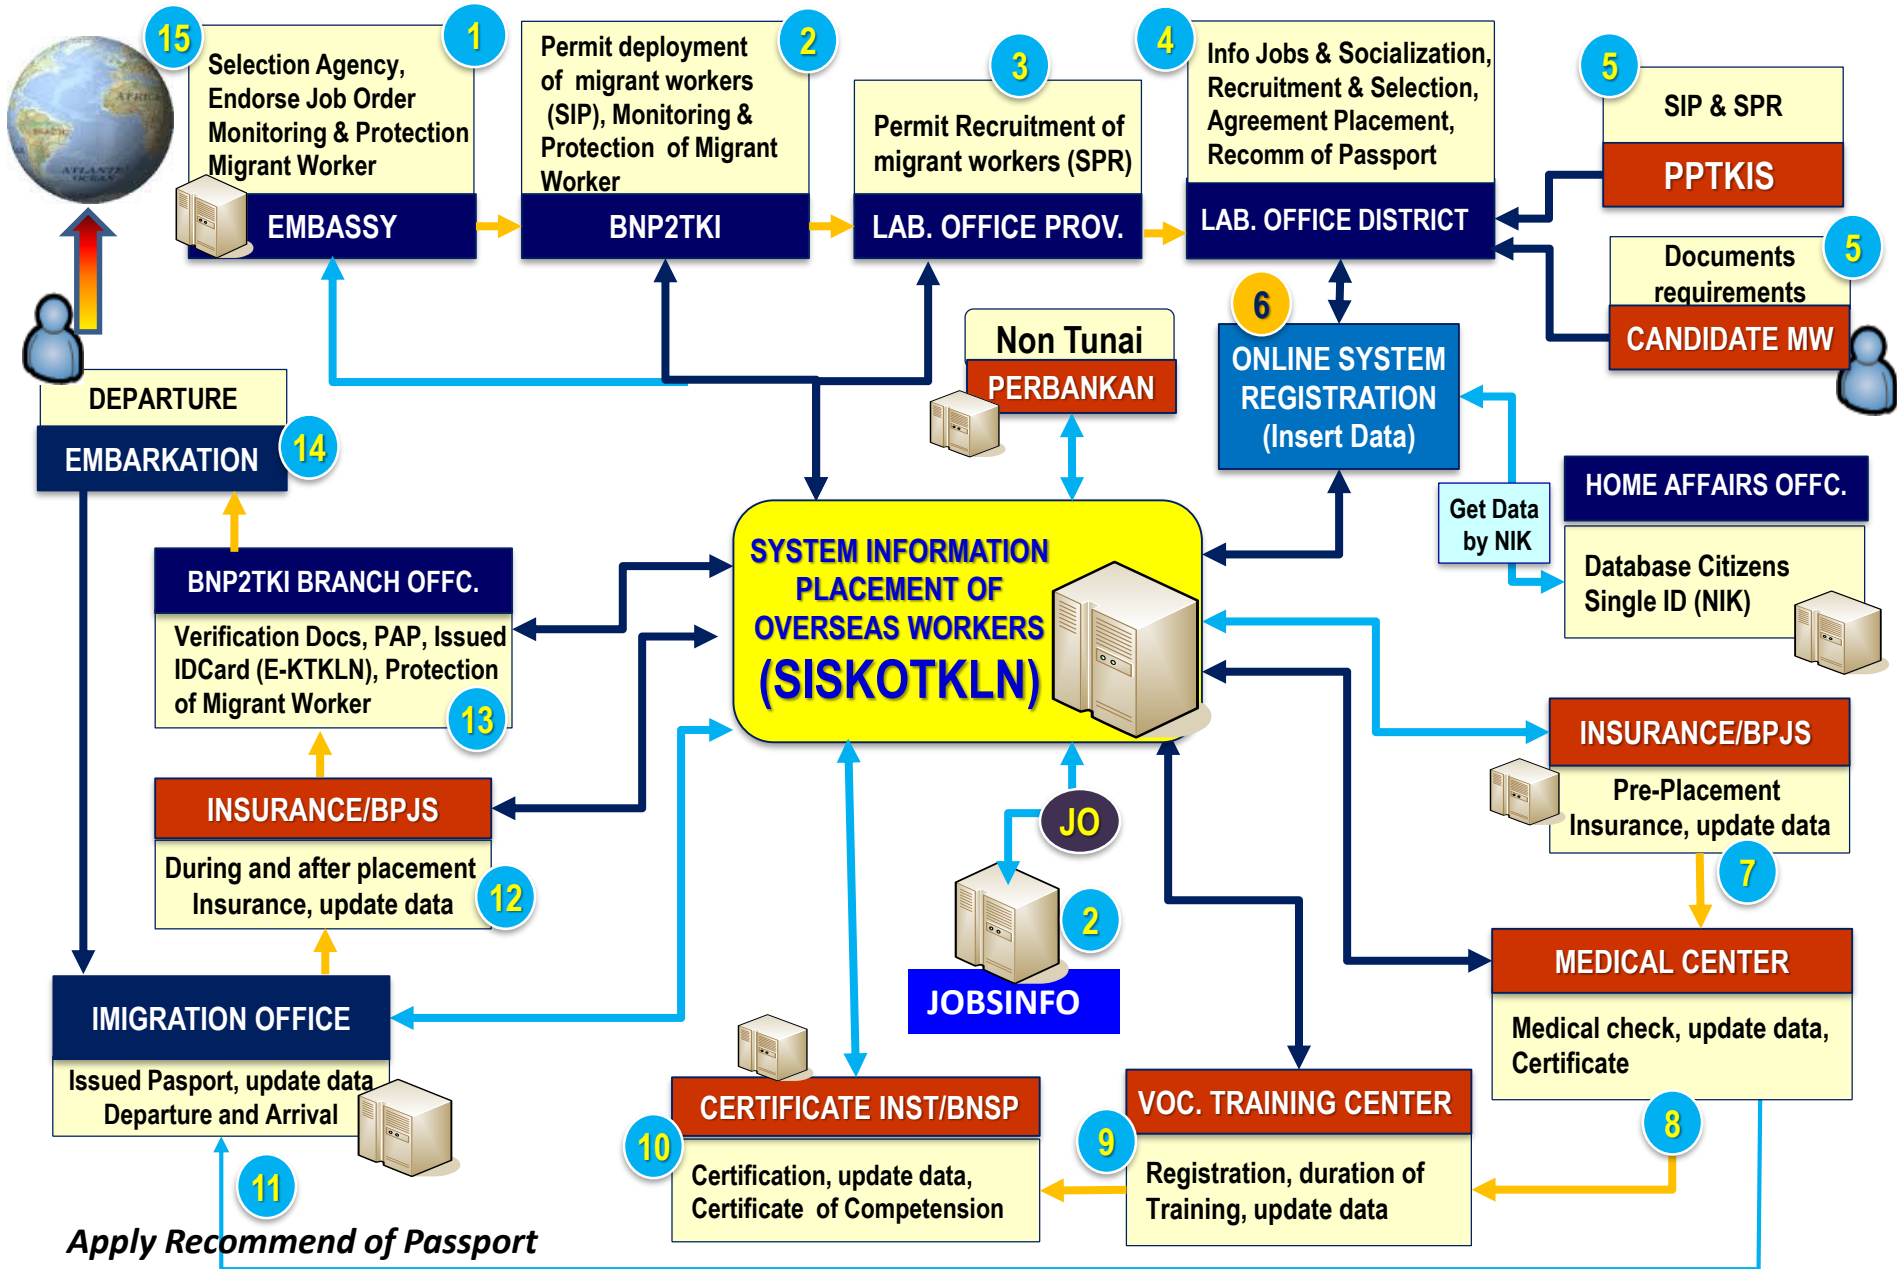 15
1
Selection Agency,
Endorse Job Order
Monitoring & Protection
Migrant Worker
EMBASSY
2
Permit deployment
of migrant workers
(SIP), Monitoring &
Protection of Migrant
Worker
BNP2TKI
3
Permit Recruitment of
migrant workers (SPR)
LAB. OFFICE PROV.
4
Info Jobs & Socialization,
Recruitment & Selection,
Agreement Placement,
Recomm of Passport
LAB. OFFICE DISTRICT
5
SIP & SPR
PPTKIS
5
Documents
requirements
CANDIDATE MW
AFRICA
ATLANTIC
OCEAN
DEPARTURE
EMBARKATION
14
Non Tunai
PERBANKAN
6
ONLINE SYSTEM
REGISTRATION
(Insert Data)
Get Data
by NIK
HOME AFFAIRS OFFC.
Database Citizens
Single ID (NIK)
BNP2TKI BRANCH OFFC.
Verification Docs, PAP, Issued
IDCard (E-KTKLN), Protection
of Migrant Worker
13
SYSTEM INFORMATION
PLACEMENT OF
OVERSEAS WORKERS
(SISKOTKLN)
INSURANCE/BPJS
Pre-Placement
Insurance, update data
7
INSURANCE/BPJS
During and after placement
Insurance, update data
12
JO
2
JOBSINFO
MEDICAL CENTER
Medical check, update data,
Certificate
8
IMIGRATION OFFICE
Issued Pasport, update data
Departure and Arrival
11
CERTIFICATE INST/BNSP
10
Certification, update data,
Certificate of Competension
VOC. TRAINING CENTER
9
Registration, duration of
Training, update data
Apply Recommend of Passport